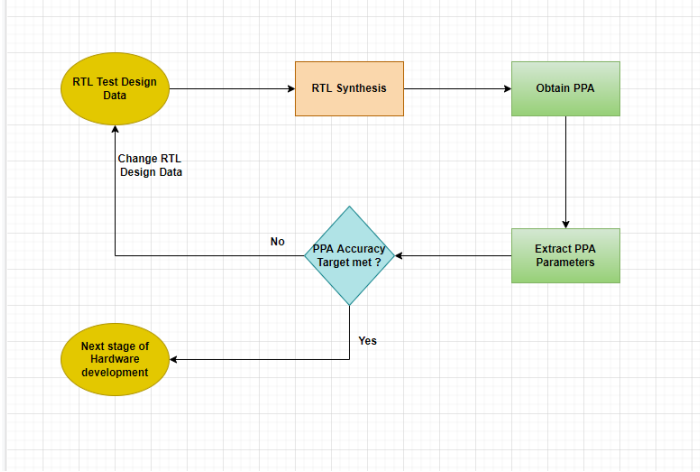 RTL Test Design
Data
RTL Synthesis
Obtain PPA
Change RTL
Design Data
No
PPA Accuracy
Target met ?
Extract PPA
Parameters
Yes
Next stage of
Hardware
development